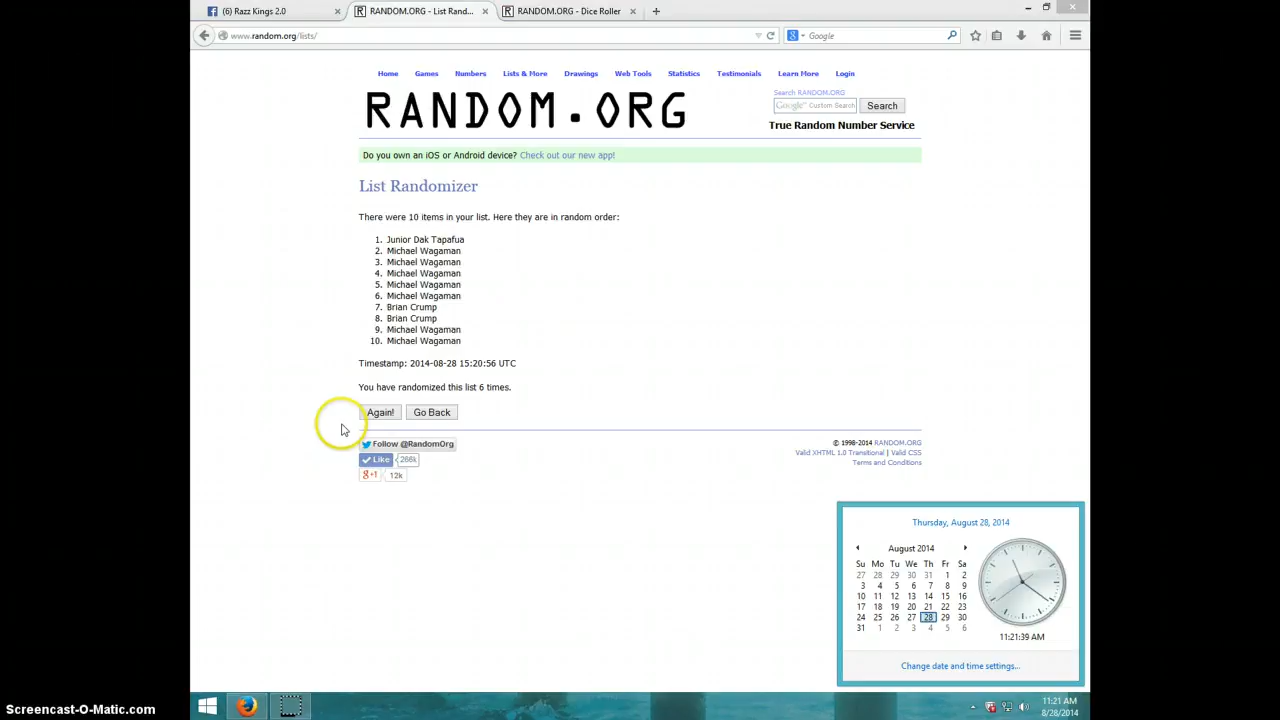 (6) Razz Kings 2.0
RANDOM.ORG - List Rand...
RANDOM.ORG - Dice Roller
www.random.org/lists/
Google
Home Games Numbers Lists & More Drawings Web Tools Statistics Testimonials Learn More Login
RANDOM.ORG
Search RANDOM.ORG
Google™ Custom Search
Search
True Random Number Service
Do you own an iOS or Android device? Check out our new app!
List Randomizer
There were 10 items in your list. Here they are in random order:
1. Junior Dak Tapafua
2. Michael Wagaman
3. Michael Wagaman
4. Michael Wagaman
5. Michael Wagaman
6. Michael Wagaman
7. Brian Crump
8. Brian Crump
9. Michael Wagaman
10. Michael Wagaman
Timestamp: 2014-08-28 15:20:56 UTC
You have randomized this list 6 times.
Again! Go Back
Follow @RandomOrg
Like 266k
g+1 12k
© 1998-2014 RANDOM.ORG
Valid XHTML 1.0 Transitional | Valid CSS
Terms and Conditions
Thursday, August 28, 2014
August 2014
Su Mo Tu We Th Fr Sa
27 28 29 30 31 1 2
3 4 5 6 7 8 9
10 11 12 13 14 15 16
17 18 19 20 21 22 23
24 25 26 27 28 29 30
31 1 2 3 4 5 6
11:21:39 AM
Change date and time settings...
11:21 AM
8/28/2014
Screencast-O-Matic.com